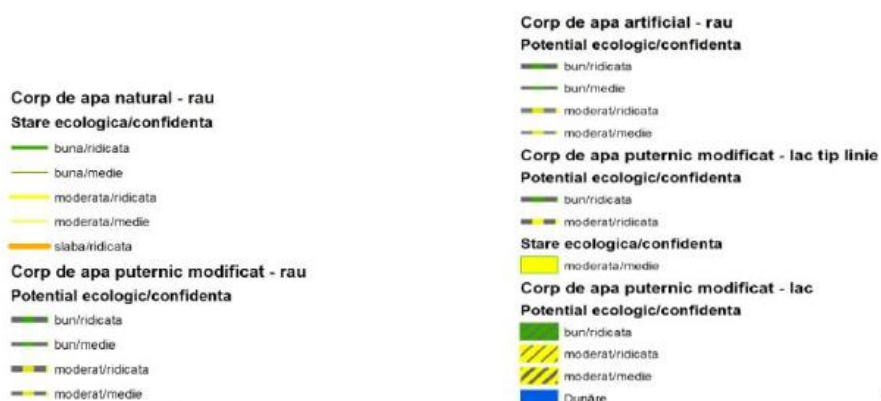 Corp de apa natural - rau
Stare ecologica/confidenta
buna/ridicata
buna/medie
moderata/ridicata
moderata/medie
slaba/ridicata
Corp de apa puternic modificat - rau
Potential ecologic/confidenta
bun/ridicata
bun/medie
moderat/ridicata
moderat/medie
Corp de apa artificial - rau
Potential ecologic/confidenta
bun/ridicata
bun/medie
moderat/ridicata
moderat/medie
Corp de apa puternic modificat - lac tip linie
Potential ecologic/confidenta
bun/ridicata
moderat/ridicata
Stare ecologica/confidenta
moderata/medie
Corp de apa puternic modificat - lac
Potential ecologic/confidenta
bun/ridicata
moderat/ridicata
moderat/medie
Dunăre